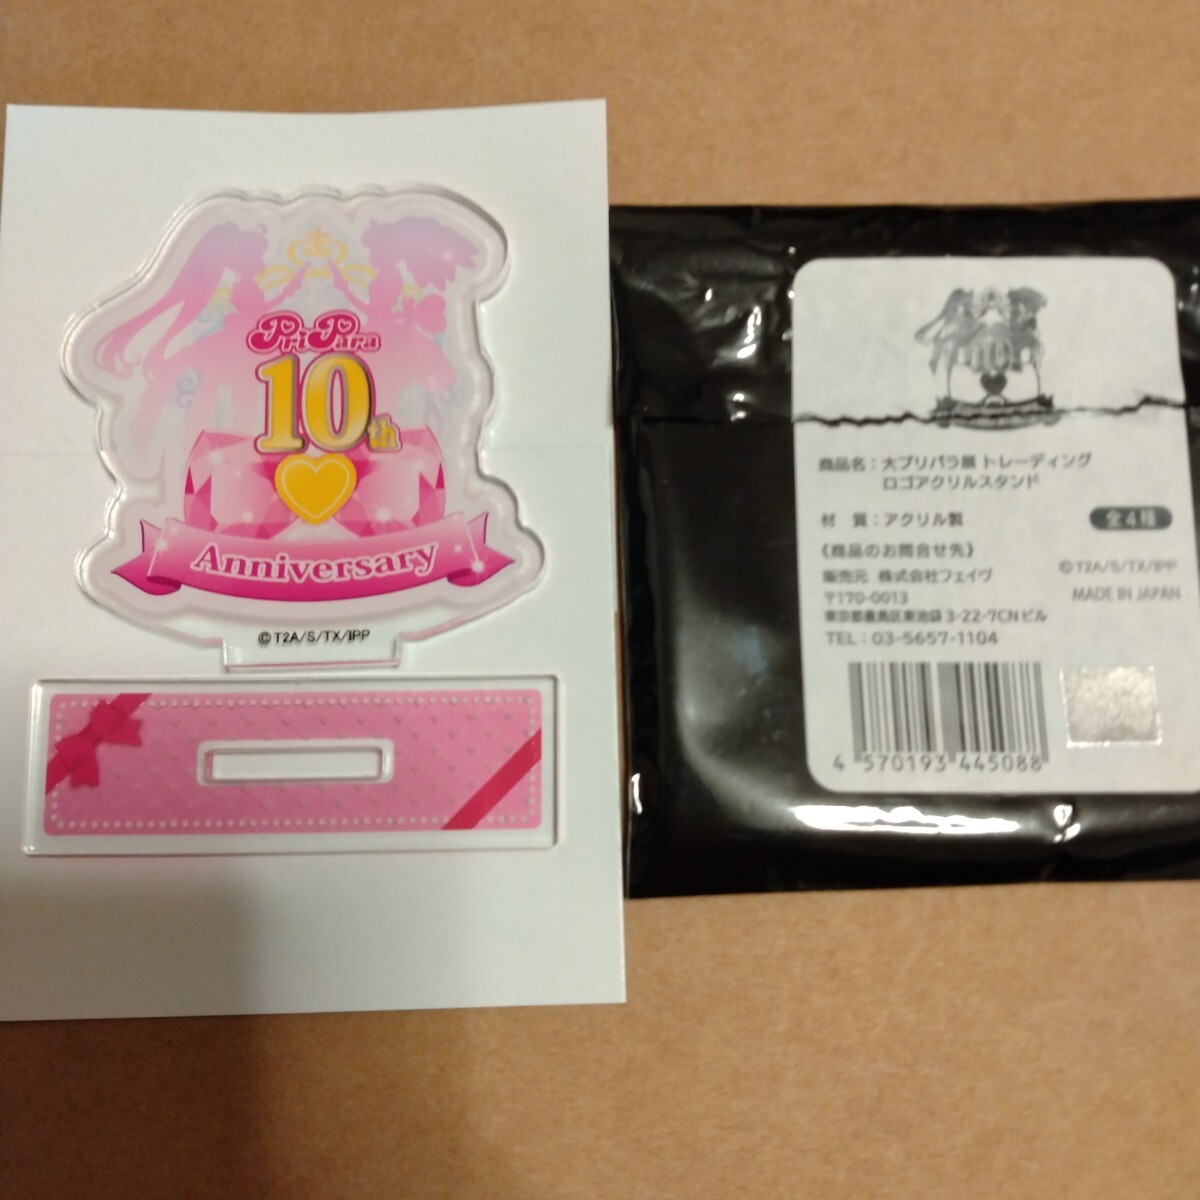 PriPara
10th
Anniversary
©T2A/S/TX/IPP
商品名：大プリパラ展 トレーディング
ロゴアクリルスタンド
材 質：アクリル製
全4種
《商品のお問合せ先》
販売元 株式会社フェイヴ
〒170-0013
東京都豊島区東池袋3-22-7CNビル
TEL：03-5657-1104
©T2A/S/TX/IPP
MADE IN JAPAN
4 570193 445088